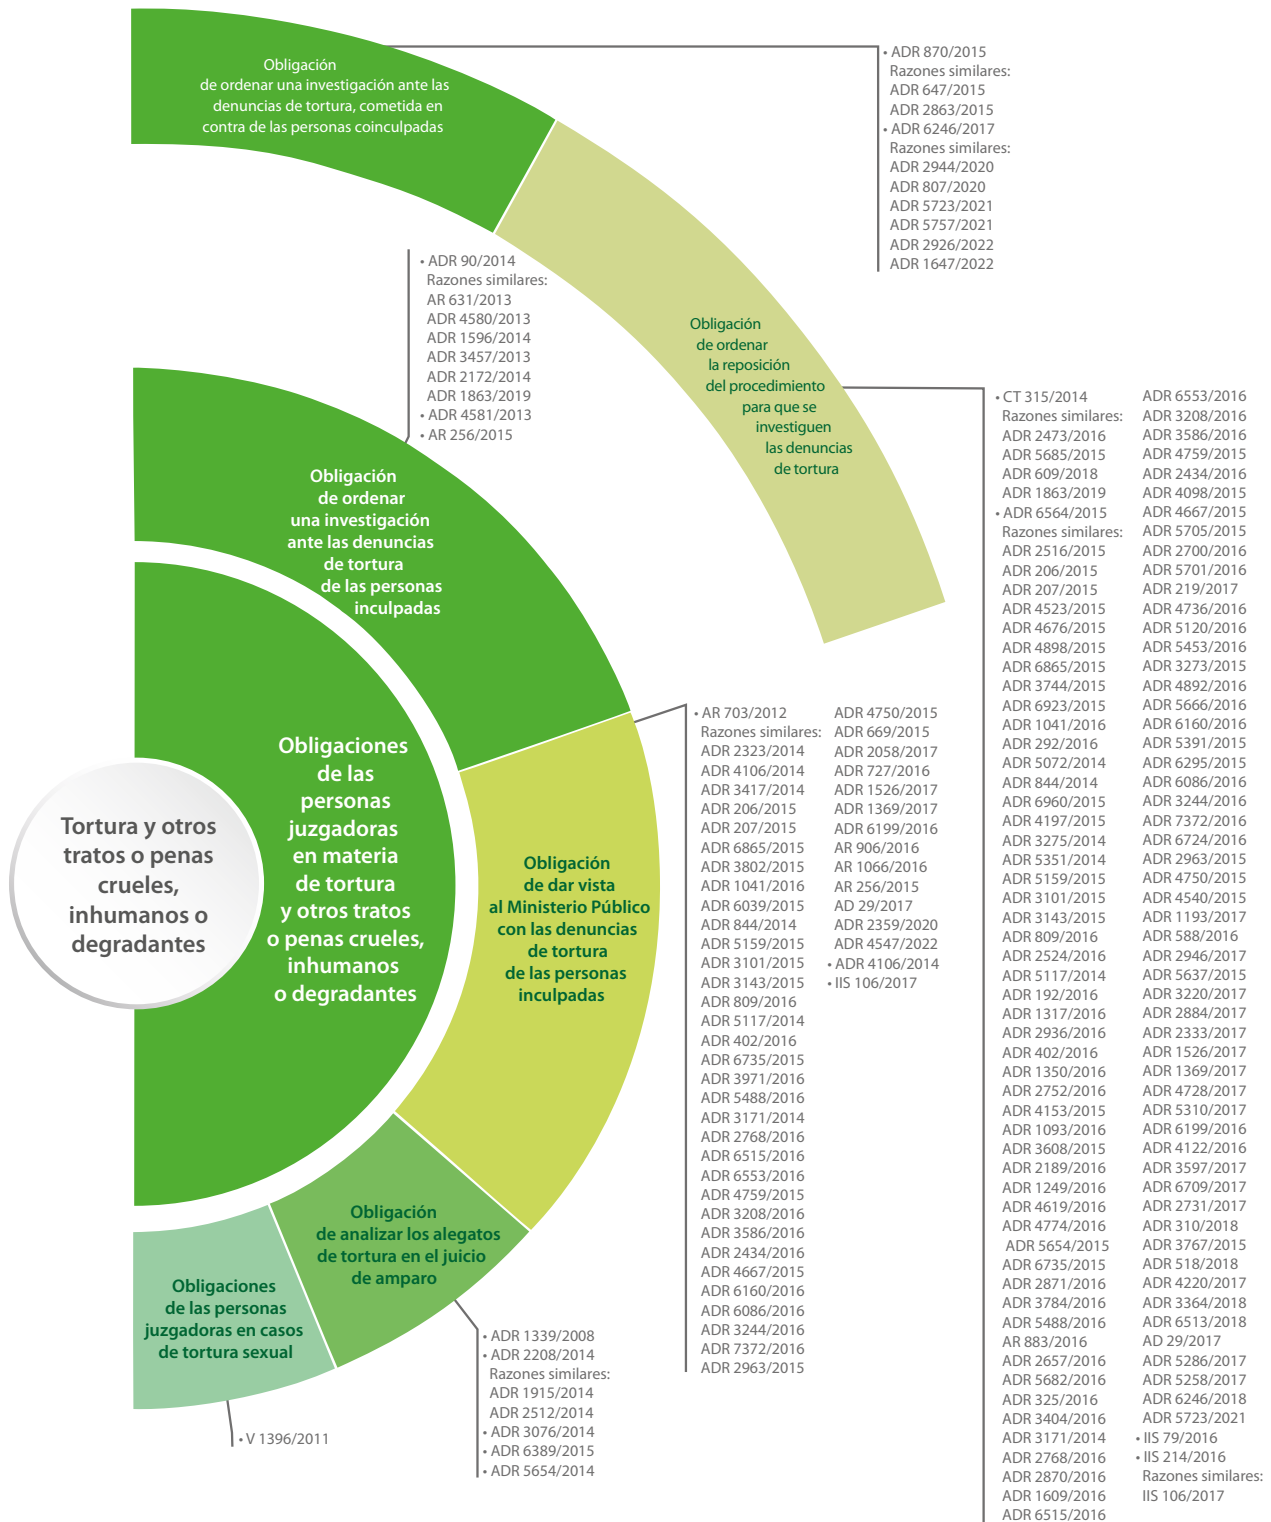 Obligación
de ordenar una investigación ante las
denuncias de tortura, cometida en
contra de las personas coinculpadas
• ADR 870/2015
Razones similares:
ADR 647/2015
ADR 2863/2015
• ADR 6246/2017
Razones similares:
ADR 2944/2020
ADR 807/2020
ADR 5723/2021
ADR 5757/2021
ADR 2926/2022
ADR 1647/2022
Obligación
de ordenar
la reposición
del procedimiento
para que se
investiguen
las denuncias
de tortura
• CT 315/2014
Razones similares:
ADR 2473/2016
ADR 5685/2015
ADR 609/2018
ADR 1863/2019
• ADR 6564/2015
Razones similares:
ADR 2516/2015
ADR 206/2015
ADR 207/2015
ADR 4523/2015
ADR 4676/2015
ADR 4898/2015
ADR 6865/2015
ADR 3744/2015
ADR 6923/2015
ADR 1041/2016
ADR 292/2016
ADR 5072/2014
ADR 844/2014
ADR 6960/2015
ADR 4197/2015
ADR 3275/2014
ADR 5351/2014
ADR 5159/2015
ADR 3101/2015
ADR 3143/2015
ADR 809/2016
ADR 2524/2016
ADR 5117/2014
ADR 192/2016
ADR 1317/2016
ADR 2936/2016
ADR 402/2016
ADR 1350/2016
ADR 2752/2016
ADR 4153/2015
ADR 1093/2016
ADR 3608/2015
ADR 2189/2016
ADR 1249/2016
ADR 4619/2016
ADR 4774/2016
ADR 5654/2015
ADR 6735/2015
ADR 2871/2016
ADR 3784/2016
ADR 5488/2016
AR 883/2016
ADR 2657/2016
ADR 5682/2016
ADR 325/2016
ADR 3404/2016
ADR 3171/2014
ADR 2768/2016
ADR 2870/2016
ADR 1609/2016
ADR 6515/2016
ADR 6553/2016
ADR 3208/2016
ADR 3586/2016
ADR 4759/2015
ADR 2434/2016
ADR 4098/2015
ADR 4667/2015
ADR 5705/2015
ADR 2700/2016
ADR 5701/2016
ADR 219/2017
ADR 4736/2016
ADR 5120/2016
ADR 5453/2016
ADR 3273/2015
ADR 4892/2016
ADR 5666/2016
ADR 6160/2016
ADR 5391/2015
ADR 6295/2015
ADR 6086/2016
ADR 3244/2016
ADR 7372/2016
ADR 6724/2016
ADR 2963/2015
ADR 4750/2015
ADR 4540/2015
ADR 1193/2017
ADR 588/2016
ADR 2946/2017
ADR 5637/2015
ADR 3220/2017
ADR 2884/2017
ADR 2333/2017
ADR 1526/2017
ADR 1369/2017
ADR 4728/2017
ADR 5310/2017
ADR 6199/2016
ADR 4122/2016
ADR 3597/2017
ADR 6709/2017
ADR 2731/2017
ADR 310/2018
ADR 3767/2015
ADR 518/2018
ADR 4220/2017
ADR 3364/2018
ADR 6513/2018
AD 29/2017
ADR 5286/2017
ADR 5258/2017
ADR 6246/2018
ADR 5723/2021
• IIS 79/2016
• IIS 214/2016
Razones similares:
IIS 106/2017
• ADR 90/2014
Razones similares:
AR 631/2013
ADR 4580/2013
ADR 1596/2014
ADR 3457/2013
ADR 2172/2014
ADR 1863/2019
• ADR 4581/2013
• AR 256/2015
Obligación
de ordenar
una investigación
ante las denuncias
de tortura
de las personas
inculpadas
Tortura y otros
tratos o penas
crueles,
inhumanos o
degradantes
Obligaciones
de las
personas
juzgadoras
en materia
de tortura
y otros tratos
o penas crueles,
inhumanos
o degradantes
Obligación
de dar vista
al Ministerio Público
con las denuncias
de tortura
de las personas
inculpadas
• AR 703/2012
Razones similares:
ADR 2323/2014
ADR 4106/2014
ADR 3417/2014
ADR 206/2015
ADR 207/2015
ADR 6865/2015
ADR 3802/2015
ADR 1041/2016
ADR 6039/2015
ADR 844/2014
ADR 5159/2015
ADR 3101/2015
ADR 3143/2015
ADR 809/2016
ADR 5117/2014
ADR 402/2016
ADR 6735/2015
ADR 3971/2016
ADR 5488/2016
ADR 3171/2014
ADR 2768/2016
ADR 6515/2016
ADR 6553/2016
ADR 4759/2015
ADR 3208/2016
ADR 3586/2016
ADR 2434/2016
ADR 4667/2015
ADR 6160/2016
ADR 6086/2016
ADR 3244/2016
ADR 7372/2016
ADR 2963/2015
ADR 4750/2015
ADR 669/2015
ADR 2058/2017
ADR 727/2016
ADR 1526/2017
ADR 1369/2017
ADR 6199/2016
AR 906/2016
AR 1066/2016
AR 256/2015
AD 29/2017
ADR 2359/2020
ADR 4547/2022
• ADR 4106/2014
• IIS 106/2017
Obligación
de analizar los alegatos
de tortura en el juicio
de amparo
• ADR 1339/2008
• ADR 2208/2014
Razones similares:
ADR 1915/2014
ADR 2512/2014
• ADR 3076/2014
• ADR 6389/2015
• ADR 5654/2014
Obligaciones
de las personas
juzgadoras en casos
de tortura sexual
• V 1396/2011